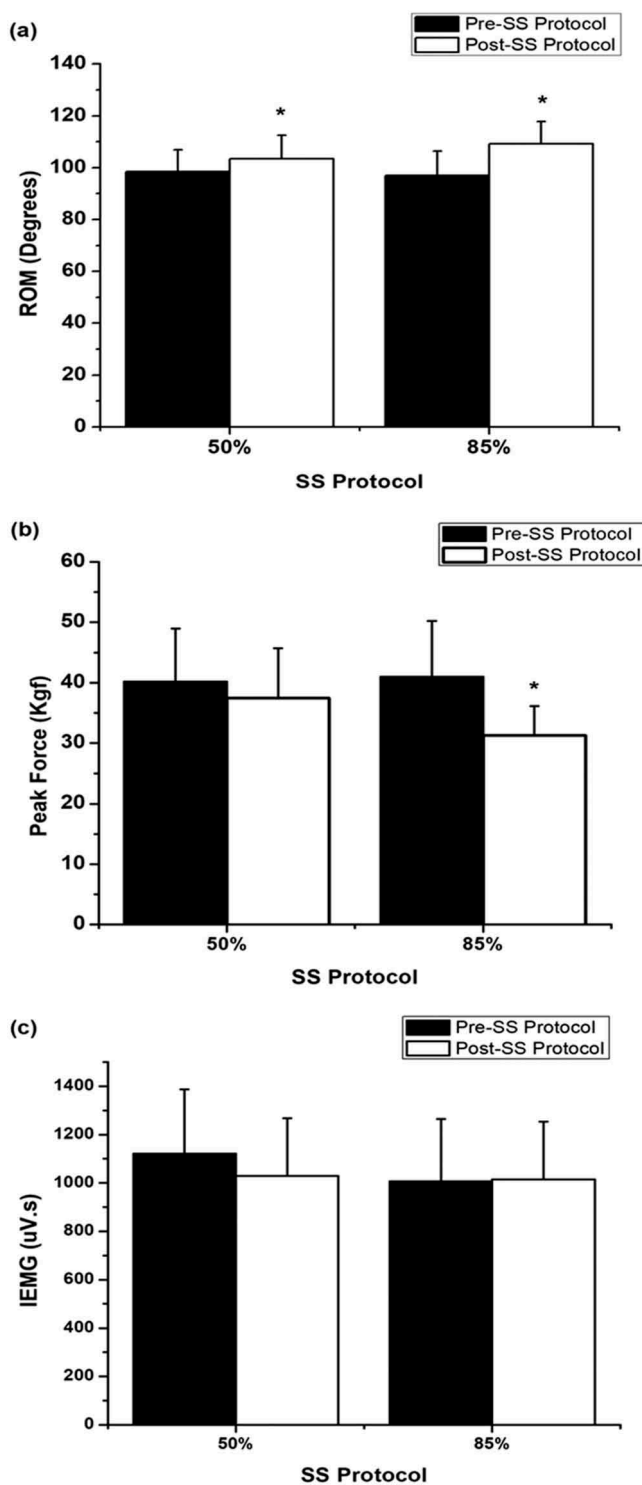 (a)
Pre-SS Protocol
Post-SS Protocol
140
120
100
80
60
40
20
0
ROM (Degrees)
*
*
50%
85%
SS Protocol
(b)
Pre-SS Protocol
Post-SS Protocol
60
50
40
30
20
10
0
Peak Force (Kgf)
*
50%
85%
SS Protocol
(c)
Pre-SS Protocol
Post-SS Protocol
1400
1200
1000
800
600
400
200
0
IEMG (uV.s)
50%
85%
SS Protocol